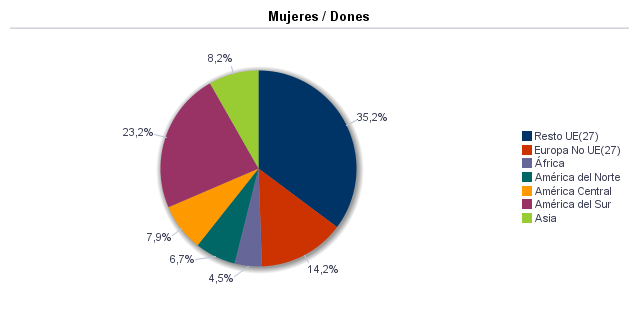 Mujeres / Dones
8,2%
35,2%
23,2%
7,9%
6,7%
4,5%
14,2%
Resto UE(27)
Europa No UE(27)
África
América del Norte
América Central
América del Sur
Asia